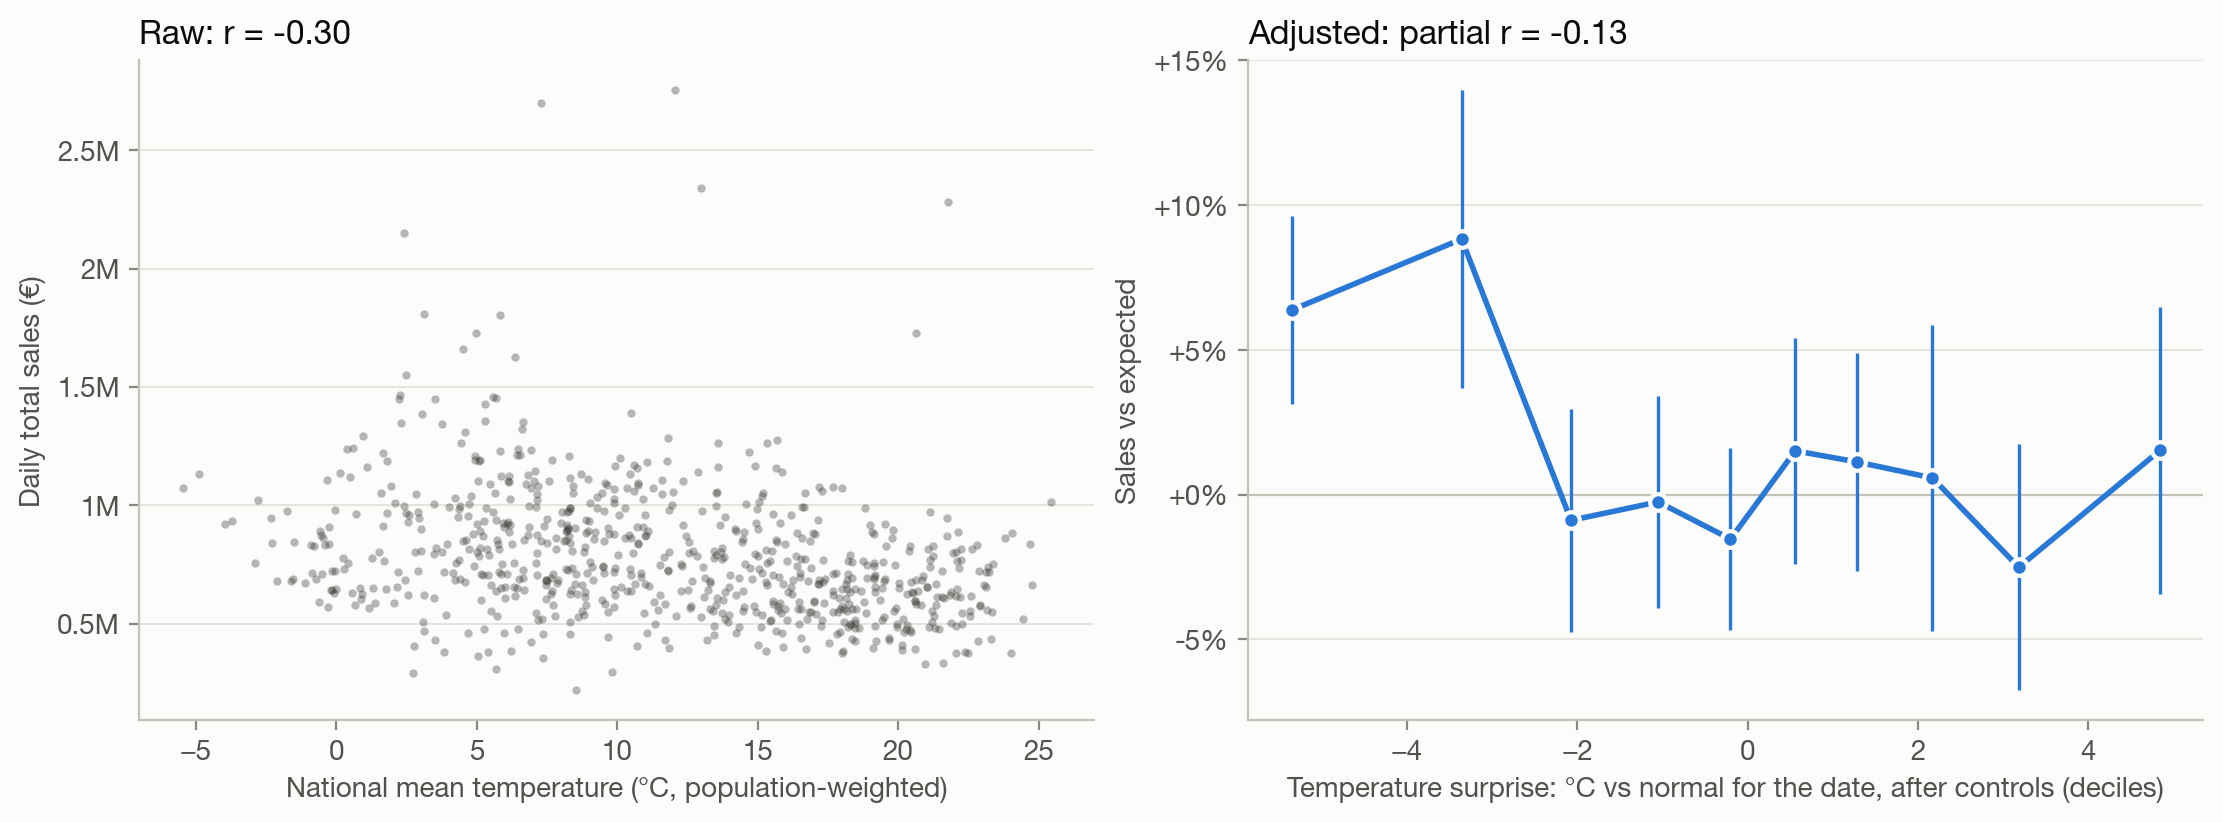 Raw: r = -0.30
Daily total sales (€)
2.5M
2M
1.5M
1M
0.5M
–5 0 5 10 15 20 25
National mean temperature (°C, population-weighted)
Adjusted: partial r = -0.13
Sales vs expected
+15%
+10%
+5%
+0%
-5%
–4 –2 0 2 4
Temperature surprise: °C vs normal for the date, after controls (deciles)